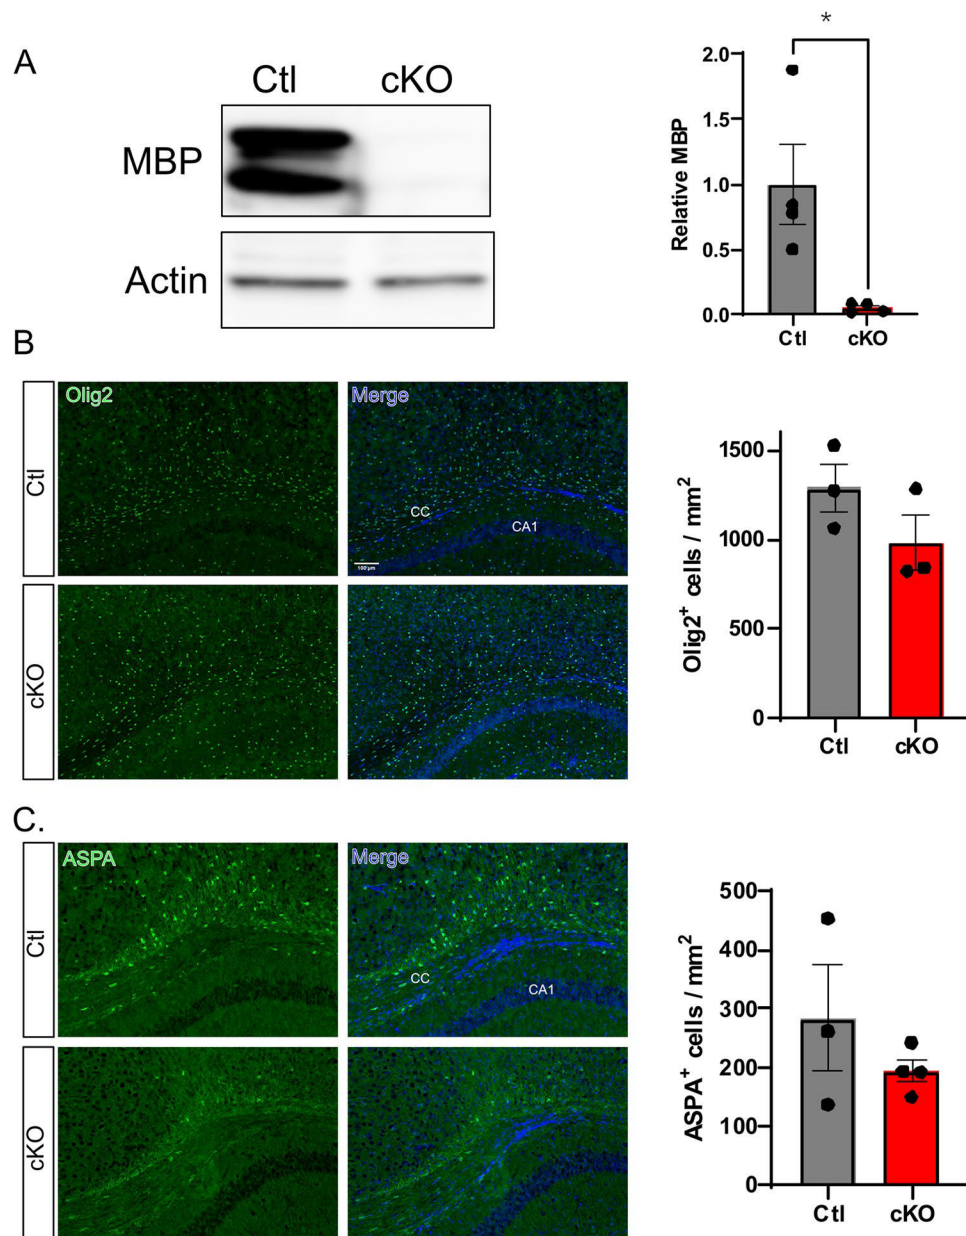 A
Ctl cKO
MBP
Actin
*
Relative MBP
2.0
1.5
1.0
0.5
0.0
Ctl cKO
B
Ctl
Olig2
Merge
CC
CA1
100 μm
cKO
Olig2+ cells / mm2
1500
1000
500
0
Ctl cKO
C.
Ctl
ASPA
Merge
CC
CA1
cKO
ASPA+ cells / mm2
500
400
300
200
100
0
Ctl cKO